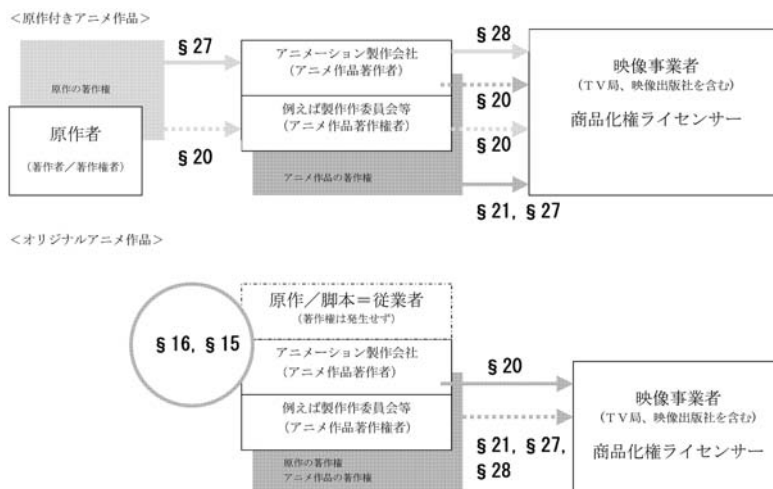 ＜原作付きアニメ作品＞
§27
原作の著作権
原作者
（著作者／著作権者）
§20
アニメーション製作会社
（アニメ作品著作者）
例えば製作作委員会等
（アニメ作品著作権者）
アニメ作品の著作権
§28
§20
§20
§21, §27
映像事業者
（ＴＶ局、映像出版社を含む）
商品化権ライセンサー
＜オリジナルアニメ作品＞
§16, §15
原作／脚本＝従業者
（著作権は発生せず）
アニメーション製作会社
（アニメ作品著作者）
例えば製作作委員会等
（アニメ作品著作権者）
原作の著作権
アニメ作品の著作権
§20
§21, §27,
§28
映像事業者
（ＴＶ局、映像出版社を含む）
商品化権ライセンサー